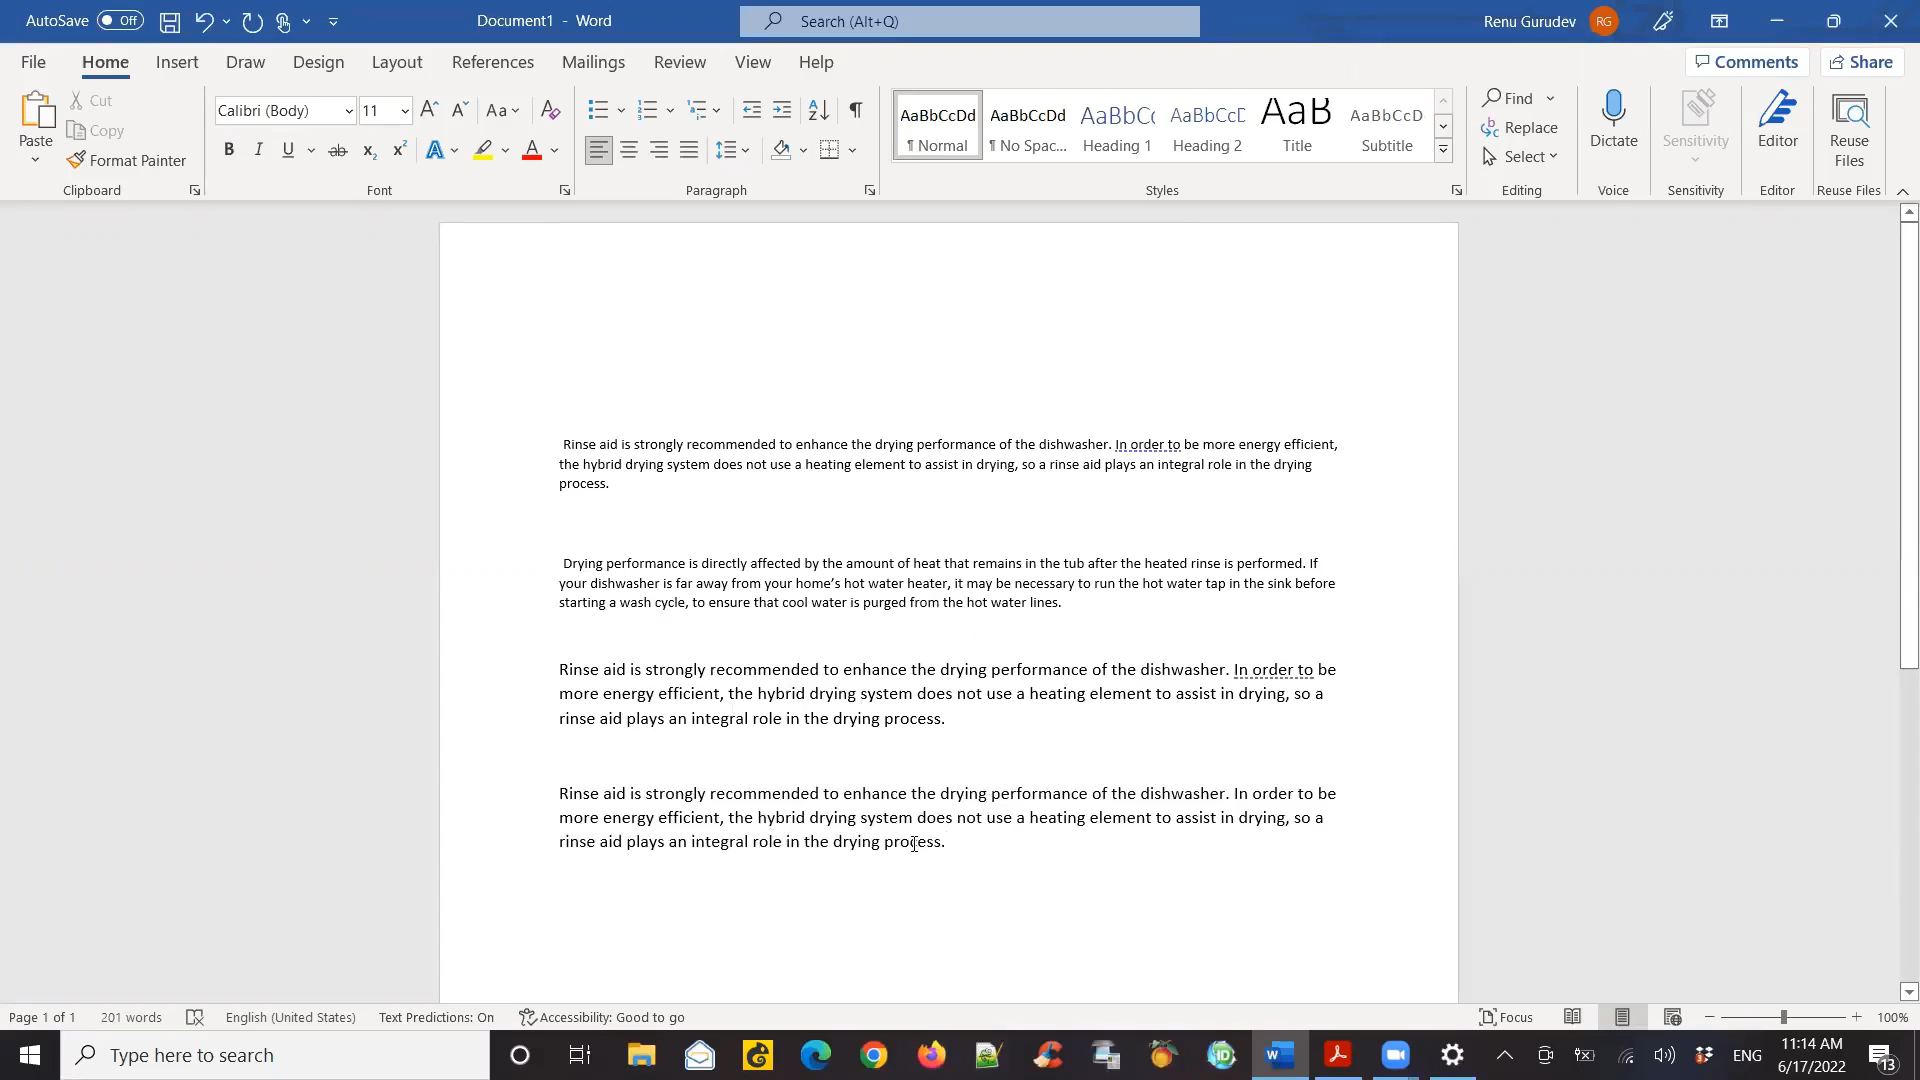 AutoSave Off
Document1 - Word
Search (Alt+Q)
Renu Gurudev RG
File Home Insert Draw Design Layout References Mailings Review View Help
Comments Share
Paste
Cut
Copy
Format Painter
Clipboard
Calibri (Body) 11
Font
Paragraph
AaBbCcDd AaBbCcDd AaBbCc AaBbCcD AaB AaBbCcD
¶ Normal ¶ No Spac... Heading 1 Heading 2 Title Subtitle
Styles
Find
Replace
Select
Editing
Dictate
Voice
Sensitivity
Sensitivity
Editor
Editor
Reuse
Files
Reuse Files
Rinse aid is strongly recommended to enhance the drying performance of the dishwasher. In order to be more energy efficient,
the hybrid drying system does not use a heating element to assist in drying, so a rinse aid plays an integral role in the drying
process.
Drying performance is directly affected by the amount of heat that remains in the tub after the heated rinse is performed. If
your dishwasher is far away from your home’s hot water heater, it may be necessary to run the hot water tap in the sink before
starting a wash cycle, to ensure that cool water is purged from the hot water lines.
Rinse aid is strongly recommended to enhance the drying performance of the dishwasher. In order to be
more energy efficient, the hybrid drying system does not use a heating element to assist in drying, so a
rinse aid plays an integral role in the drying process.
Rinse aid is strongly recommended to enhance the drying performance of the dishwasher. In order to be
more energy efficient, the hybrid drying system does not use a heating element to assist in drying, so a
rinse aid plays an integral role in the drying process.
Page 1 of 1 201 words English (United States) Text Predictions: On Accessibility: Good to go
Focus 100%
Type here to search
ENG
11:14 AM
6/17/2022
13